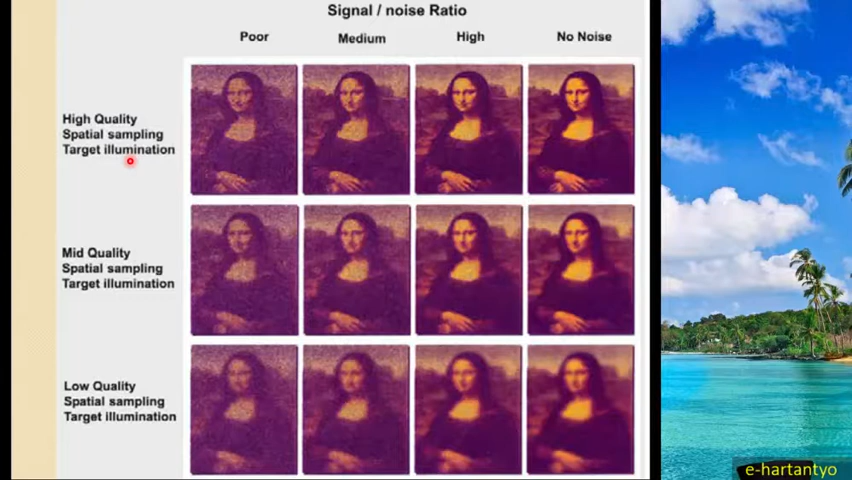 Signal / noise Ratio
Poor
Medium
High
No Noise
High Quality
Spatial sampling
Target illumination
Mid Quality
Spatial sampling
Target illumination
Low Quality
Spatial sampling
Target illumination
e-hartantyo